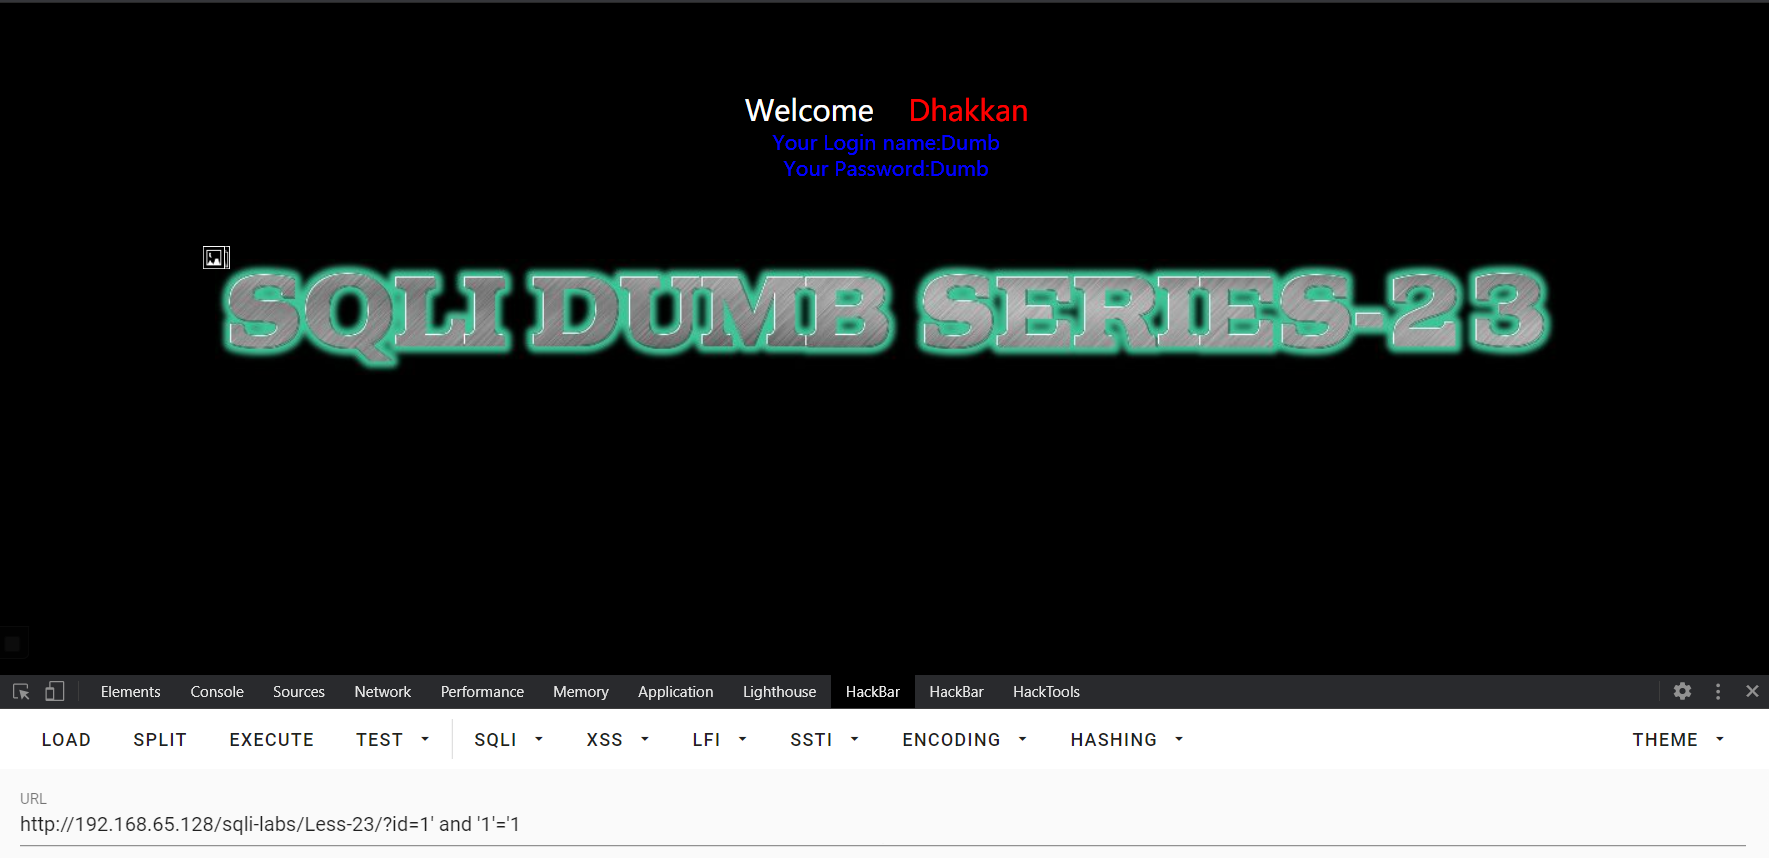 Welcome Dhakkan
Your Login name:Dumb
Your Password:Dumb
SQLI DUMB SERIES-23
Elements Console Sources Network Performance Memory Application Lighthouse HackBar HackBar HackTools
LOAD SPLIT EXECUTE TEST SQLI XSS LFI SSTI ENCODING HASHING THEME
URL
http://192.168.65.128/sqli-labs/Less-23/?id=1' and '1'='1